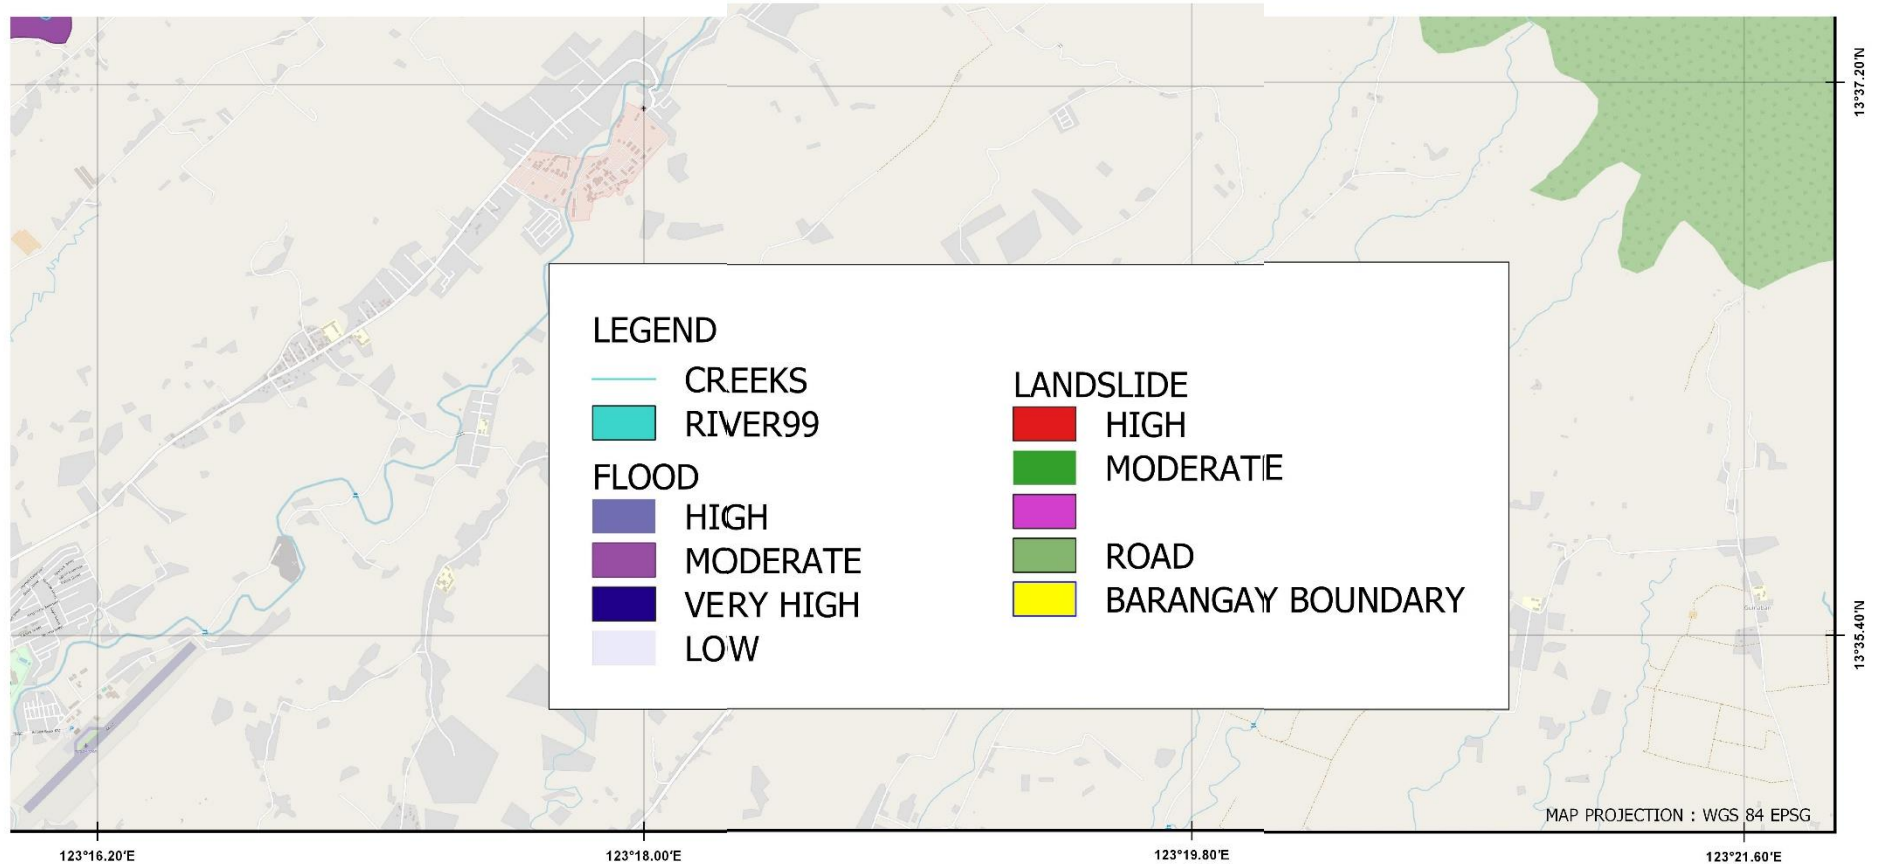 13°37.20'N
LEGEND
CREEKS
RIVER99
FLOOD
HIGH
MODERATE
VERY HIGH
LOW
LANDSLIDE
HIGH
MODERATE
ROAD
BARANGAY BOUNDARY
13°35.40'N
MAP PROJECTION : WGS 84 EPSG
123°16.20'E
123°18.00'E
123°19.80'E
123°21.60'E